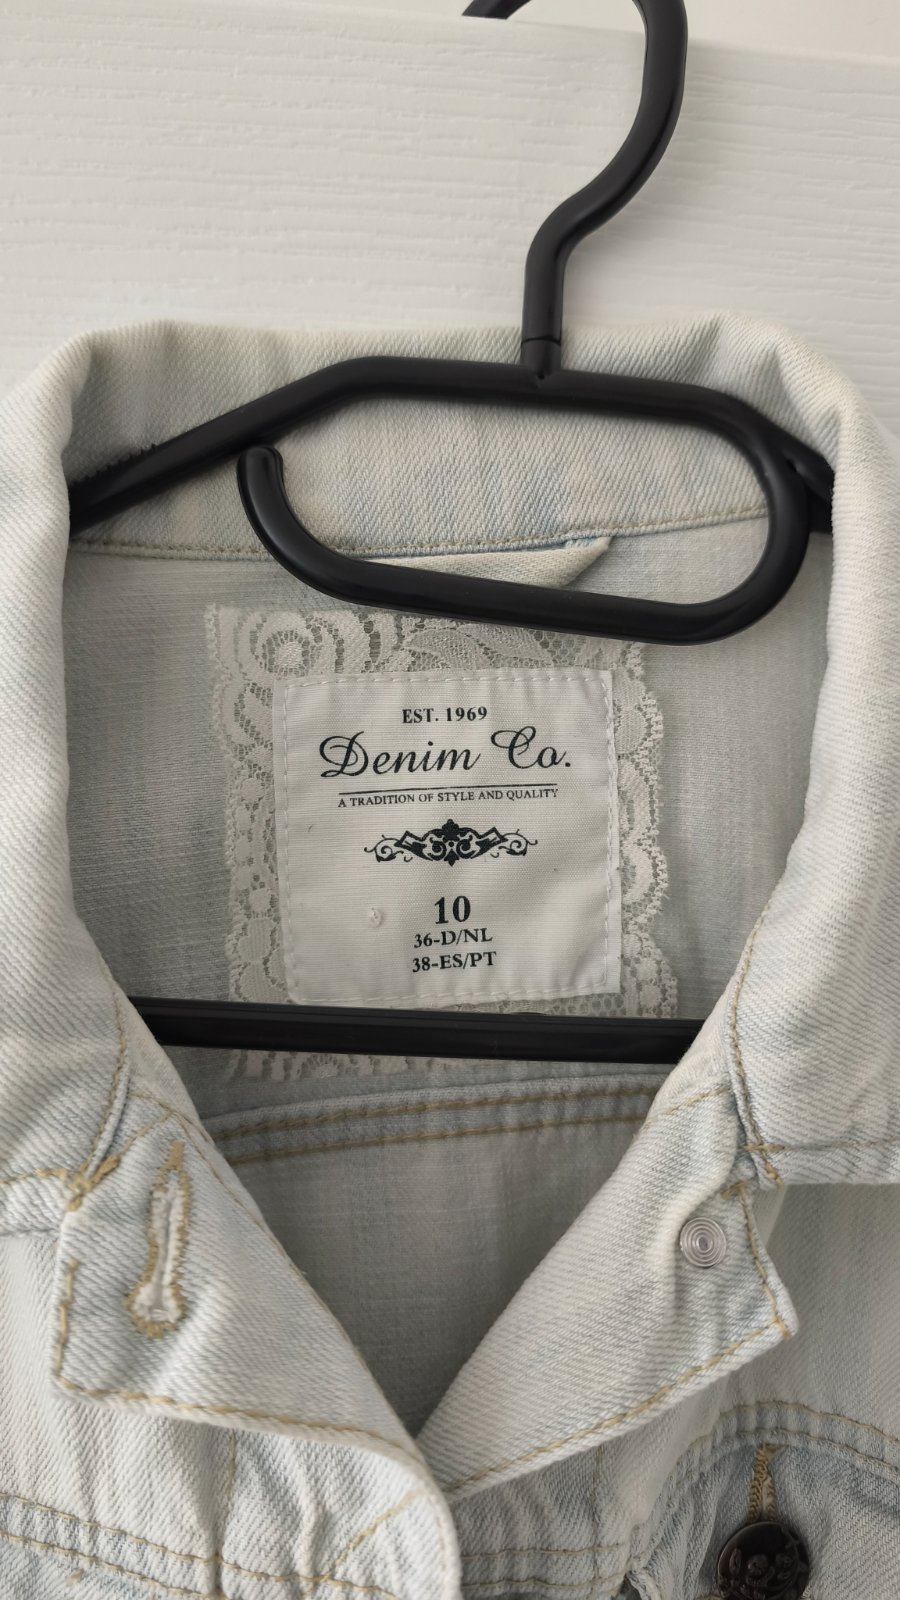 EST. 1969
Denim Co.
A TRADITION OF STYLE AND QUALITY
10
36-D/NL
38-ES/PT